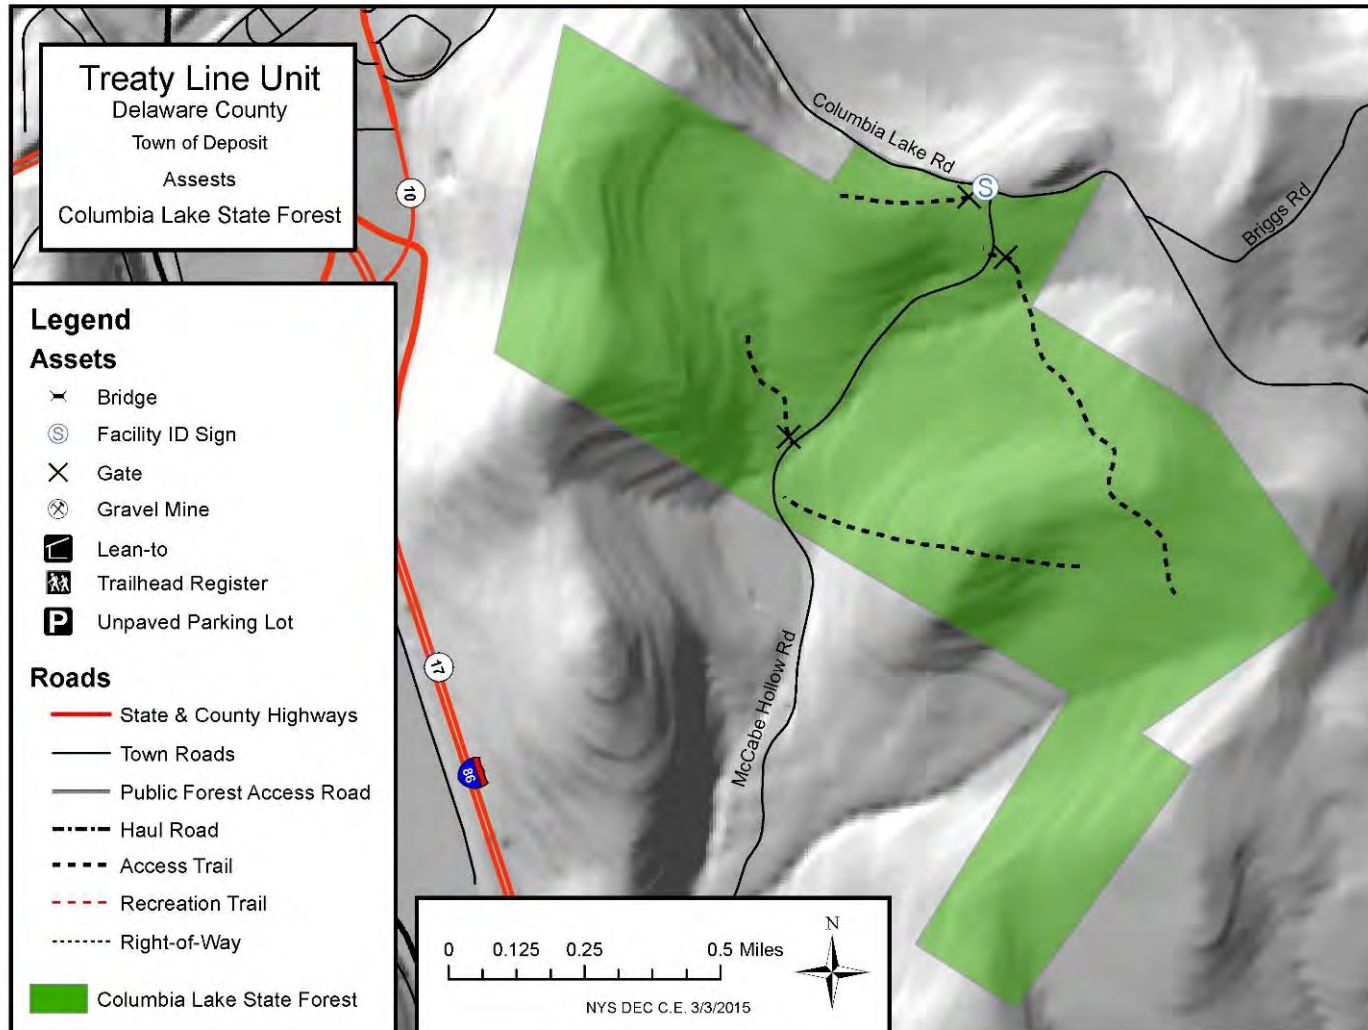 Treaty Line Unit
Delaware County
Town of Deposit
Assests
Columbia Lake State Forest
Legend
Assets
Bridge
S Facility ID Sign
Gate
Gravel Mine
Lean-to
Trailhead Register
P Unpaved Parking Lot
Roads
State & County Highways
Town Roads
Public Forest Access Road
Haul Road
Access Trail
Recreation Trail
Right-of-Way
Columbia Lake State Forest
10
17
86
Columbia Lake Rd
S
Briggs Rd
McCabe Hollow Rd
0 0.125 0.25 0.5 Miles
N
NYS DEC C.E. 3/3/2015